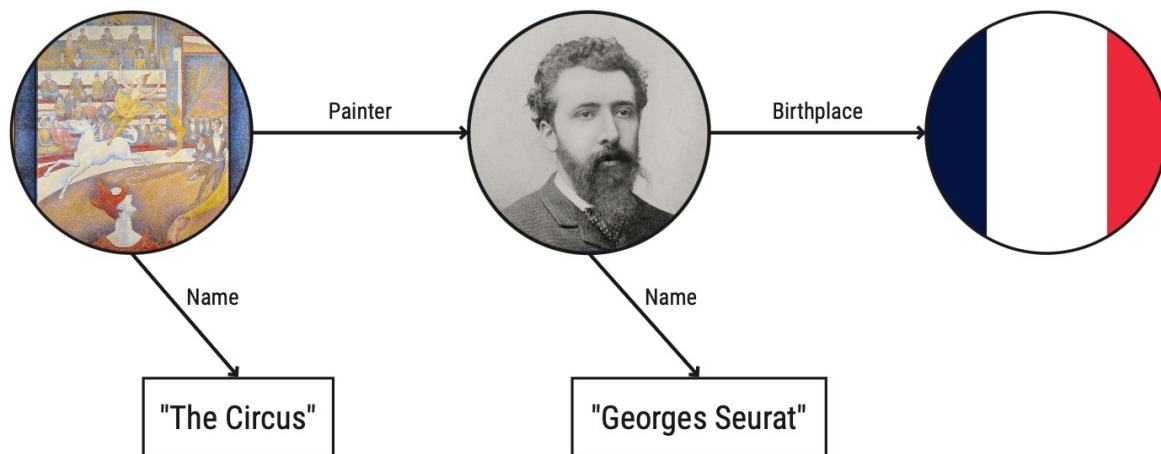 Painter
Birthplace
Name
Name
"The Circus"
"Georges Seurat"